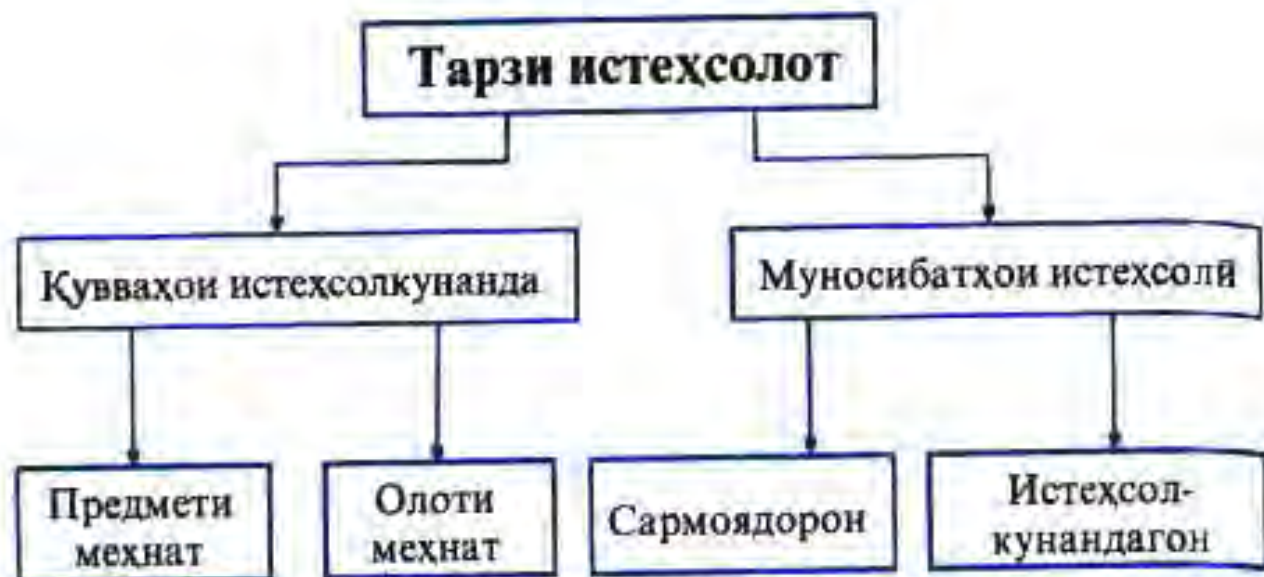 Тарзи истеҳсолот
Қувваҳои истеҳсолкунанда
Муносибатҳои истеҳсолӣ
Предмети
меҳнат
Олоти
меҳнат
Сармоядорон
Истеҳсол-
кунандагон